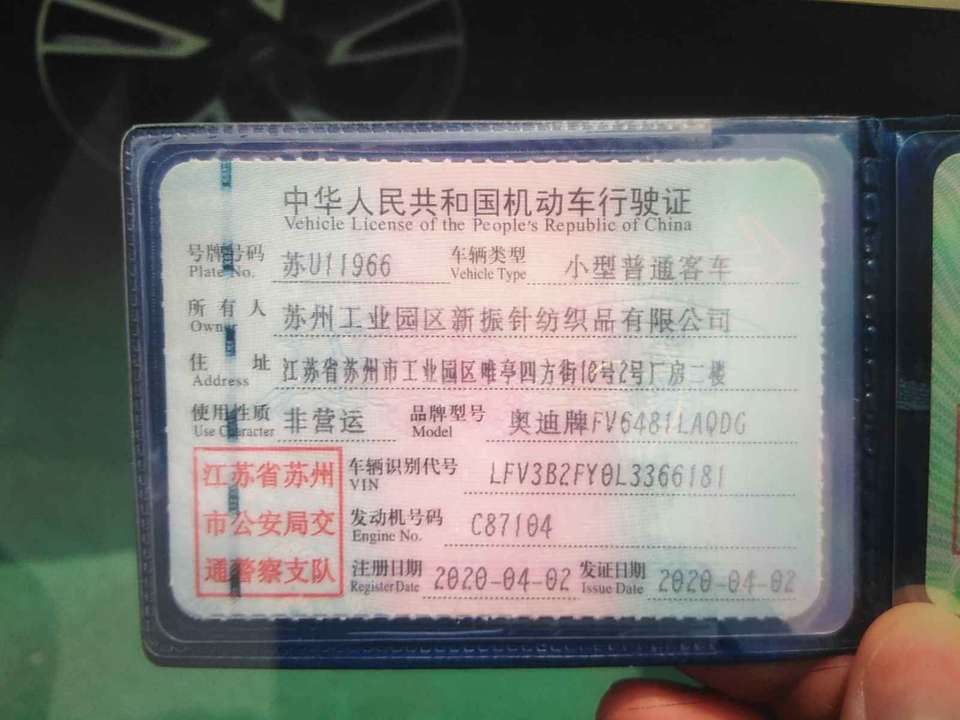 中华人民共和国机动车行驶证
Vehicle License of the People's Republic of China
号牌号码 苏U11966 车辆类型 小型普通客车
Plate No. Vehicle Type
所有人 苏州工业园区新振针纺织品有限公司
Owner
住址 江苏省苏州市工业园区唯亭四方街18号2号厂房二楼
Address
使用性质 非营运 品牌型号 奥迪牌FV6481LAQDG
Use Character Model
江苏省苏州
市公安局交
通警察支队
车辆识别代号 LFV3B2FY0L3366181
VIN
发动机号码 C87104
Engine No.
注册日期 2020-04-02 发证日期 2020-04-02
Register Date Issue Date